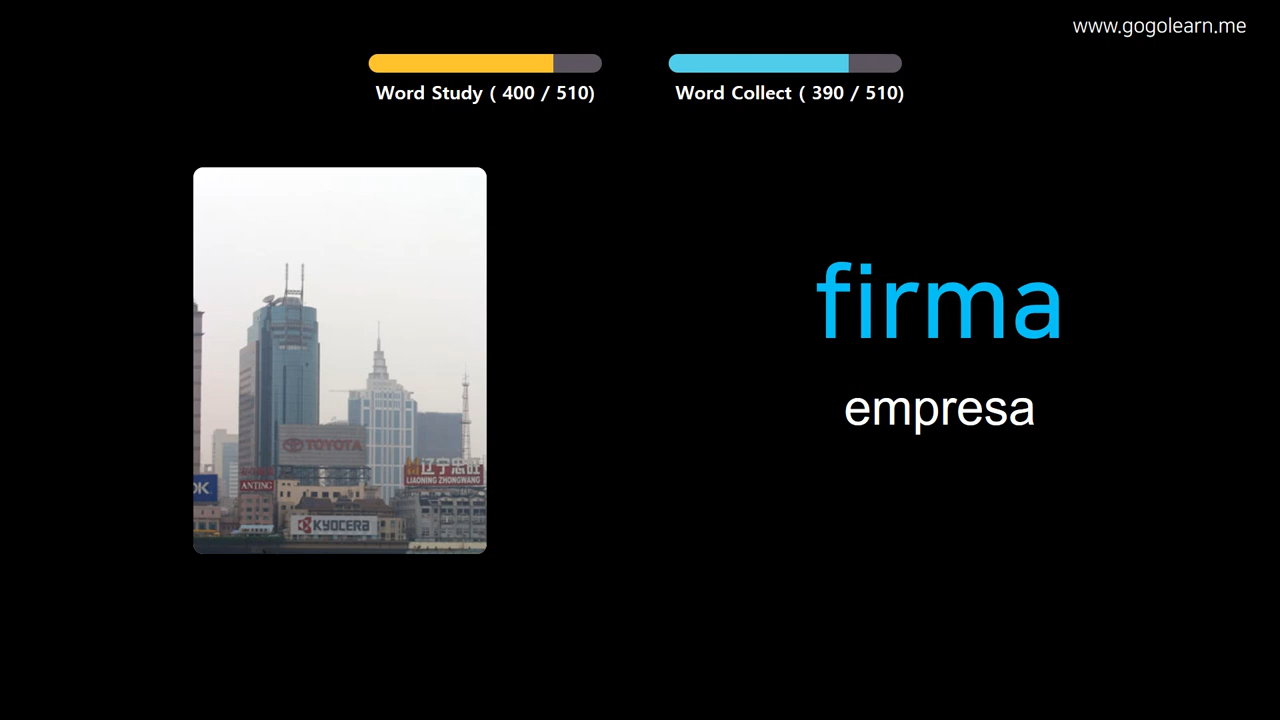 www.gogolearn.me
Word Study ( 400 / 510)
Word Collect ( 390 / 510)
firma
empresa
TOYOTA
ANTING
辽宁忠旺
LIAONING ZHONGWANG
OK
KYOCERA